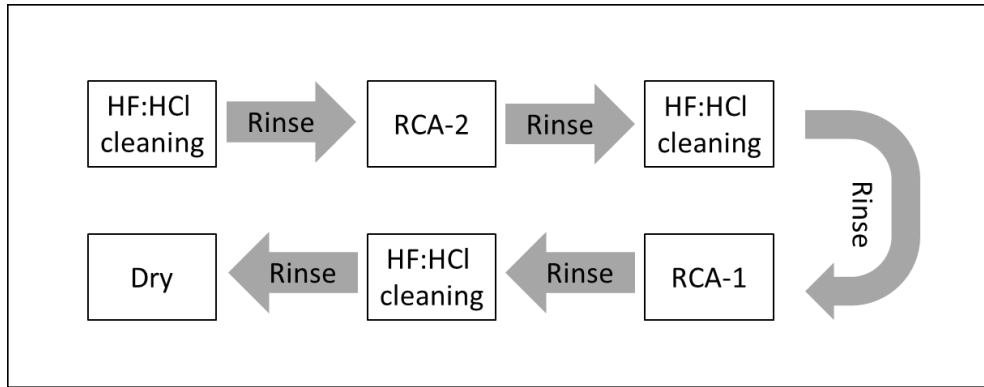 HF:HCl
cleaning
Rinse
RCA-2
Rinse
HF:HCl
cleaning
Rinse
RCA-1
Rinse
HF:HCl
cleaning
Rinse
Dry